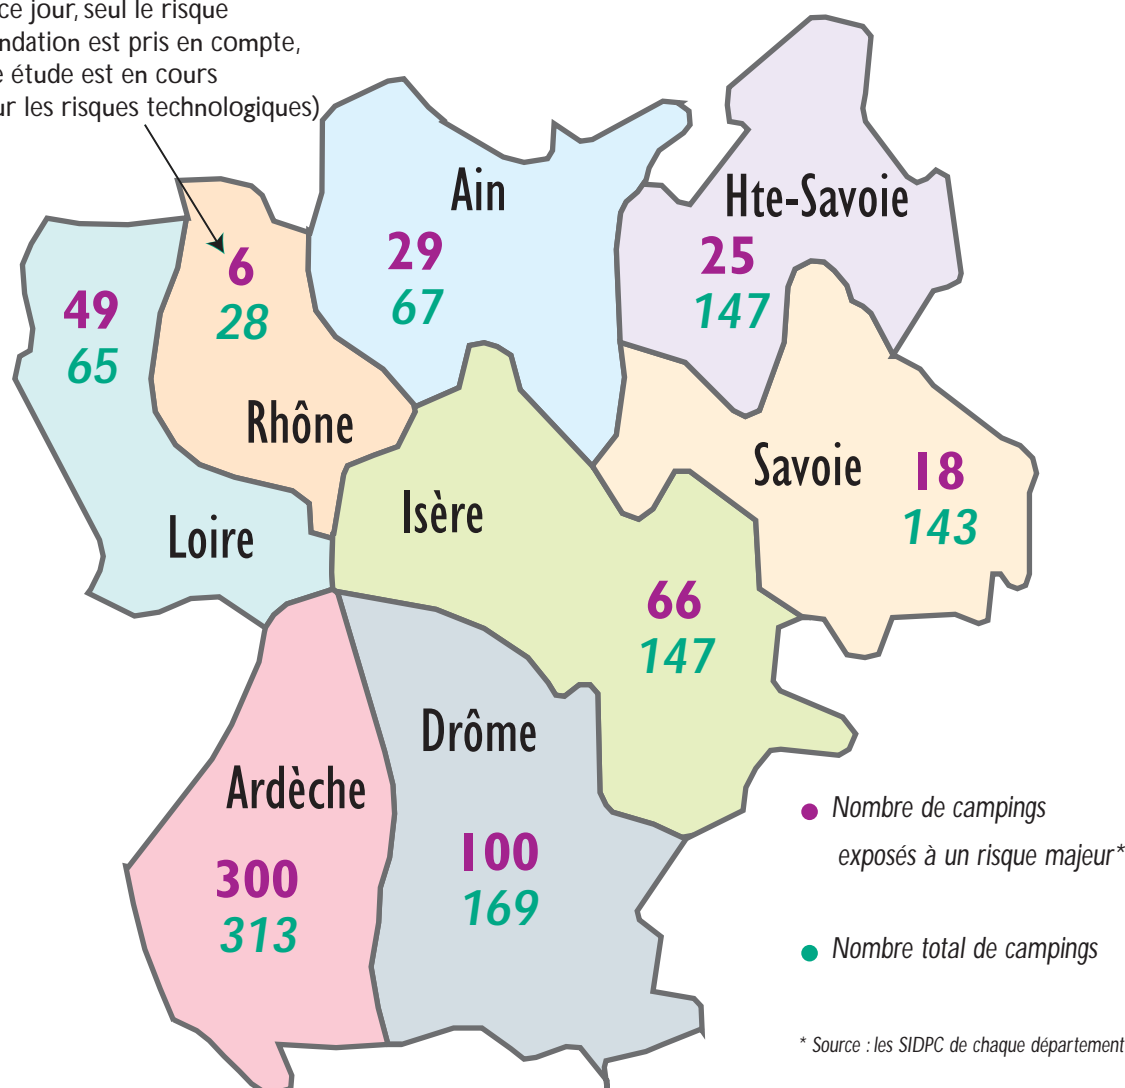 ce jour, seul le risque
ndation est pris en compte,
étude est en cours
ur les risques technologiques)
Ain
29
67
Hte-Savoie
25
147
6
28
Rhône
49
65
Loire
Savoie
18
143
Isère
66
147
Drôme
100
169
Ardèche
300
313
Nombre de campings
exposés à un risque majeur*
Nombre total de campings
* Source : les SIDPC de chaque département